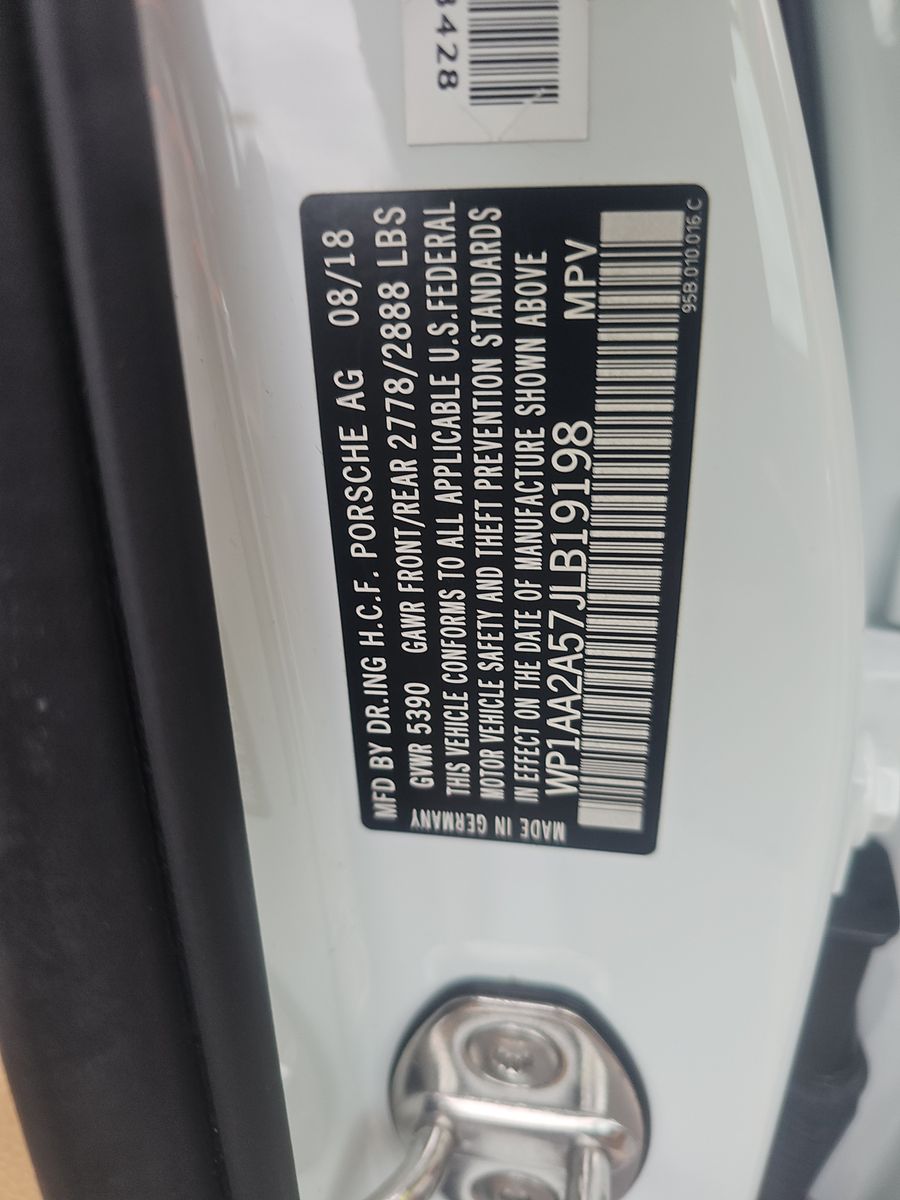 3428
MFD BY DR.ING H.C.F. PORSCHE AG 08/18
GVWR 5390 GAWR FRONT/REAR 2778/2888 LBS
THIS VEHICLE CONFORMS TO ALL APPLICABLE U.S.FEDERAL
MOTOR VEHICLE SAFETY AND THEFT PREVENTION STANDARDS
IN EFFECT ON THE DATE OF MANUFACTURE SHOWN ABOVE
WP1AA2A57JLB19198 MPV
MADE IN GERMANY
95B.010.016 C